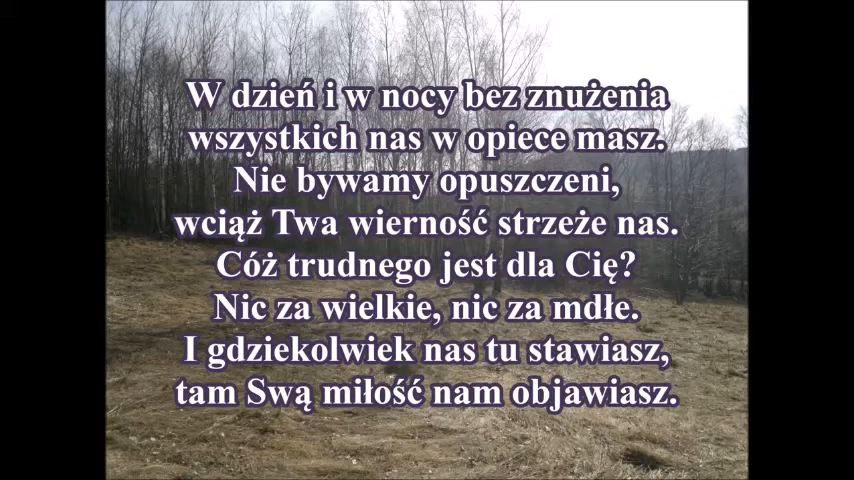 W dzień i w nocy bez znużenia
wszystkich nas w opiece masz.
Nie bywamy opuszczeni,
wciąż Twa wierność strzeże nas.
Cóż trudnego jest dla Cię?
Nic za wielkie, nic za mdłe.
I gdziekolwiek nas tu stawiasz,
tam Swą miłość nam objawiasz.